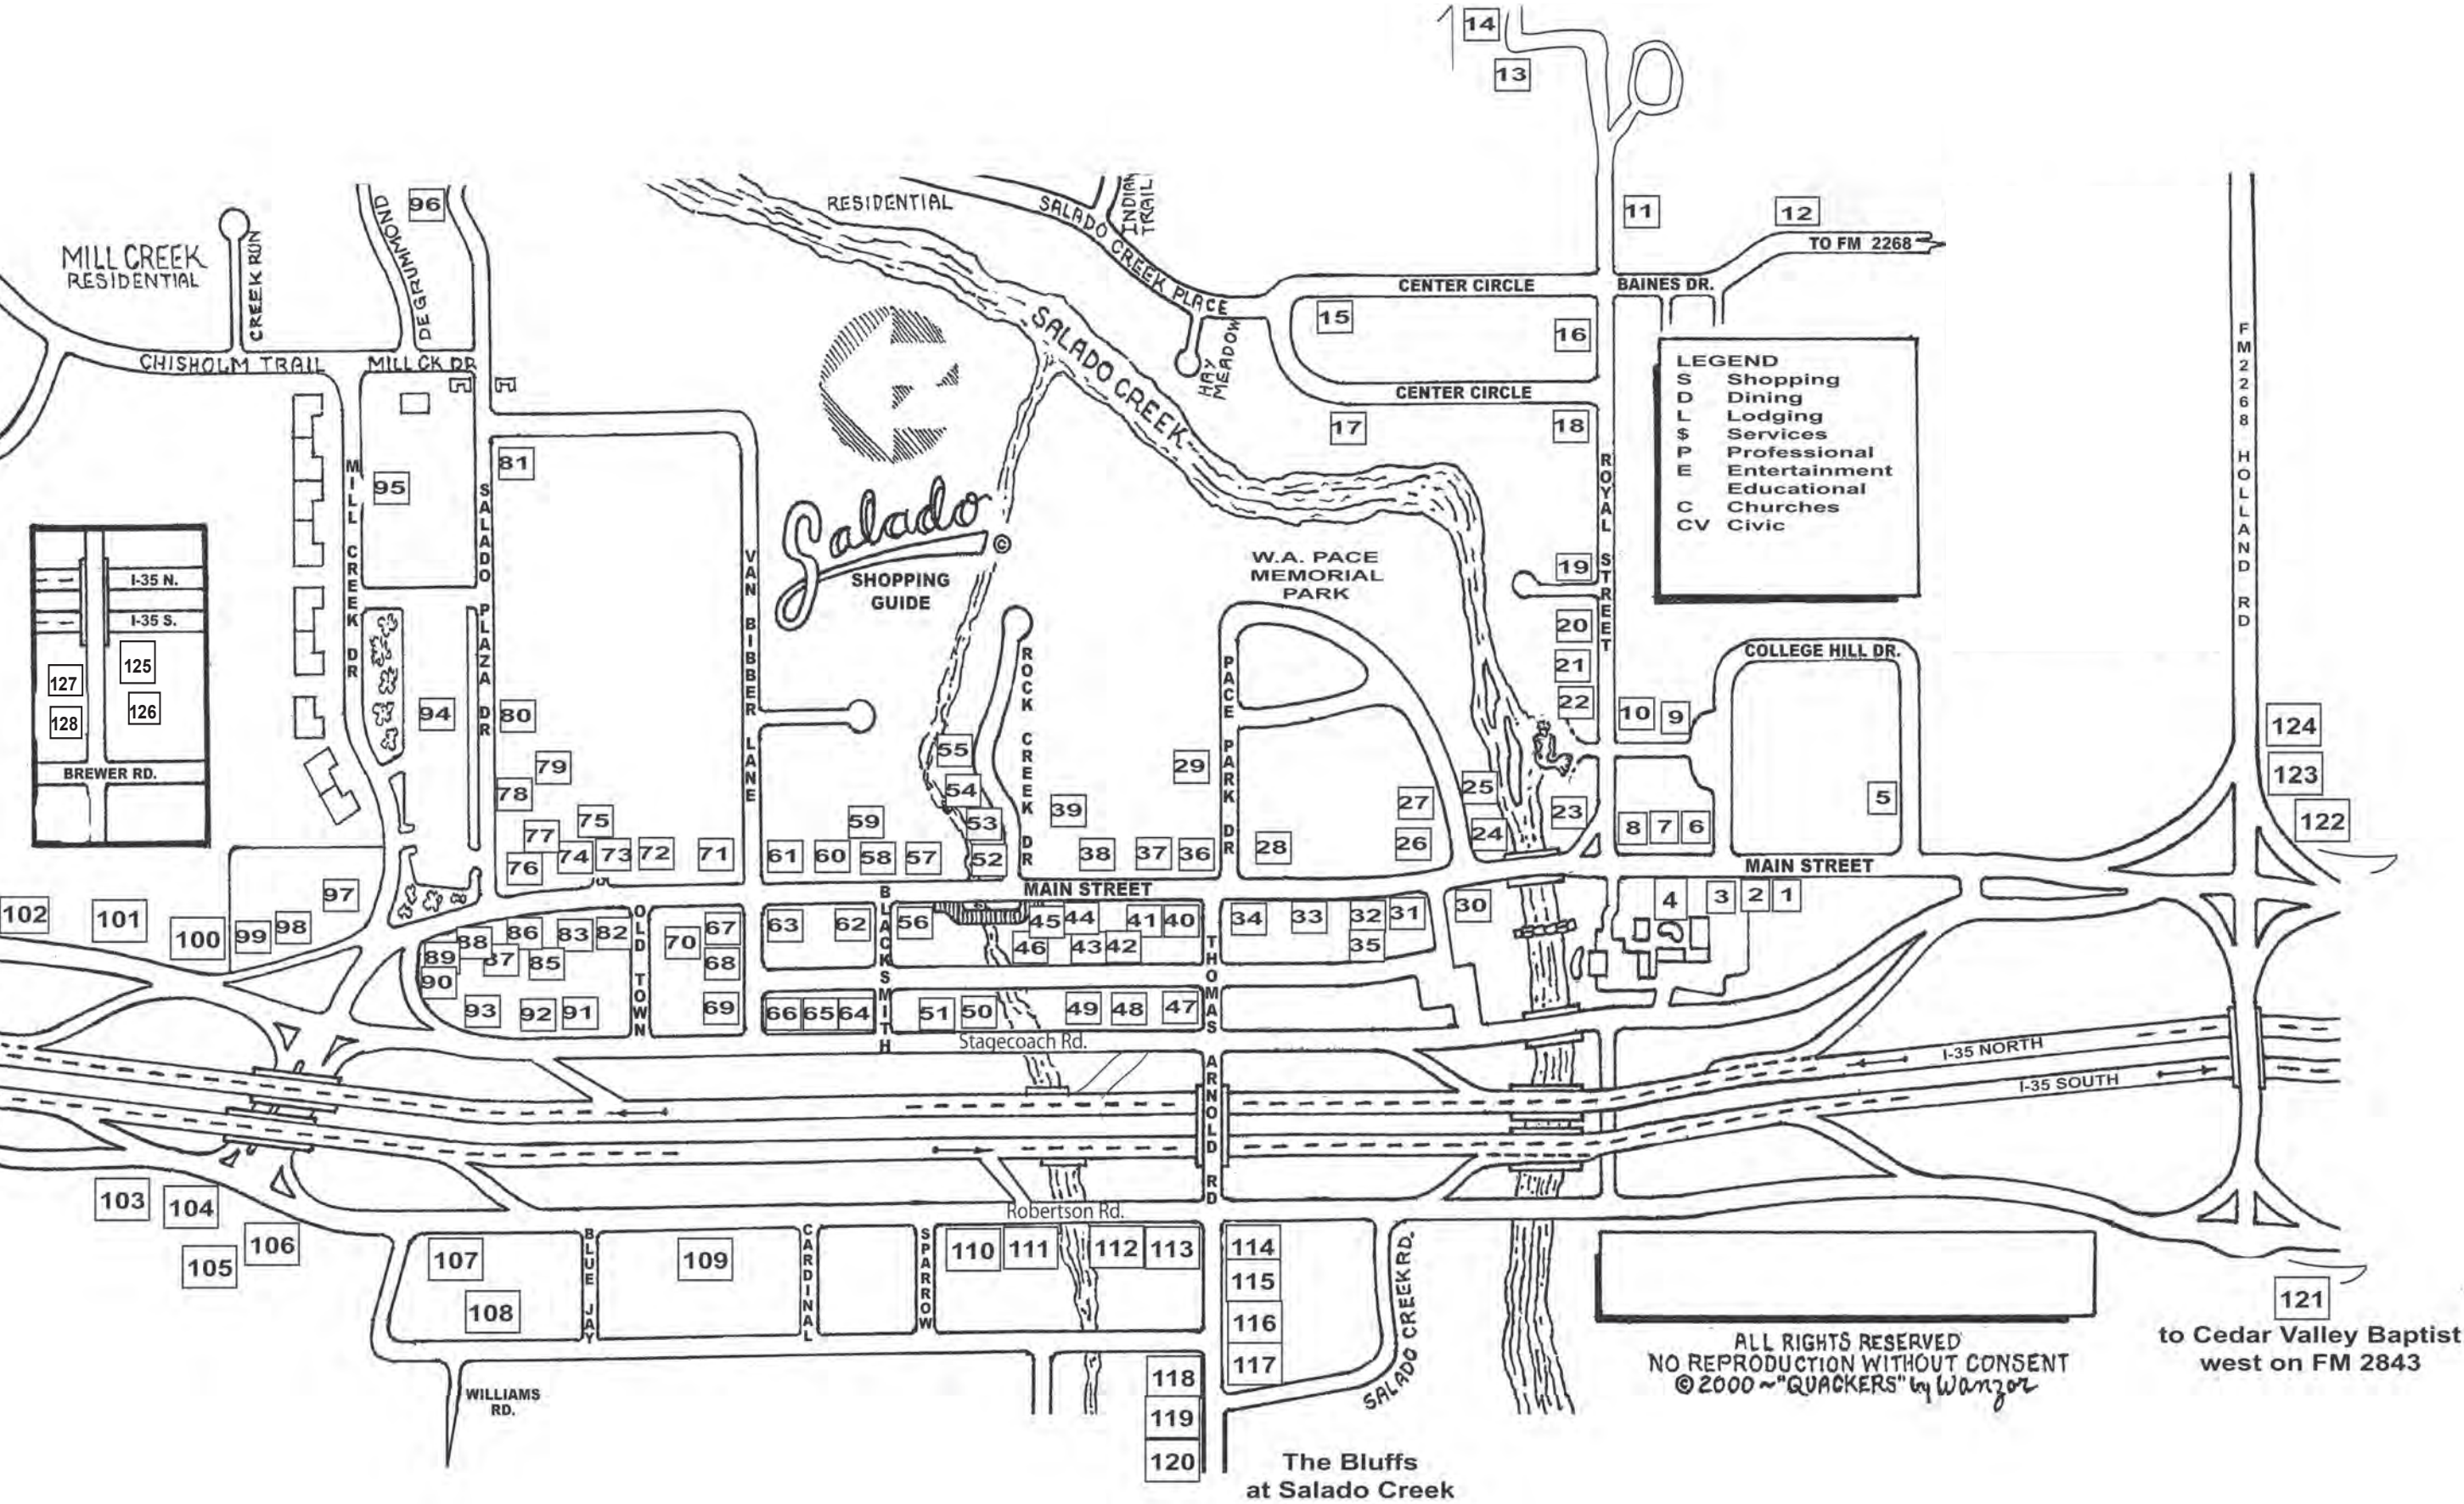 14
13
96
RESIDENTIAL
INDIAN
TRAIL
SALADO CREEK PLACE
11
12
TO FM 2268
MILL CREEK
RESIDENTIAL
CREEK RUN
DEGRUMMOND
CENTER CIRCLE
BAINES DR.
15
16
SALADO CREEK
HAY
MEADOW
CHISHOLM TRAIL
MILL CK DR
CENTER CIRCLE
17
18
LEGEND
S Shopping
D Dining
L Lodging
$ Services
P Professional
E Entertainment
Educational
C Churches
CV Civic
FM 2268 HOLLAND RD
81
95
MILL CREEK DR
SALADO PLAZA DR
VAN BIBBER LANE
Salado ©
SHOPPING
GUIDE
W.A. PACE
MEMORIAL
PARK
ROYAL STREET
19
20
21
22
I-35 N.
I-35 S.
125
127
126
128
BREWER RD.
COLLEGE HILL DR.
ROCK CREEK DR
PACE PARK DR
94
80
79
78
55
54
53
29
39
10
9
25
27
23
5
124
123
122
75
77
76
74
73
72
71
61
60
59
58
57
52
38
37
36
28
26
24
8
7
6
MAIN STREET
MAIN STREET
97
102
101
100
99
98
88
86
83
82
89
87
85
90
93
92
91
OLD TOWN
70
67
68
69
63
62
BLACKSMITH
56
45
44
41
40
46
43
42
34
33
32
31
35
30
4
3
2
1
66
65
64
51
50
49
48
47
THOMAS ARNOLD RD
Stagecoach Rd.
I-35 NORTH
I-35 SOUTH
Robertson Rd.
103
104
105
106
107
108
BLUE JAY
109
CARDINAL
SPARROW
110
111
112
113
114
115
116
117
118
119
120
SALADO CREEK RD.
WILLIAMS
RD.
The Bluffs
at Salado Creek
ALL RIGHTS RESERVED
NO REPRODUCTION WITHOUT CONSENT
© 2000 ~ "QUACKERS" by Wanzor
121
to Cedar Valley Baptist
west on FM 2843